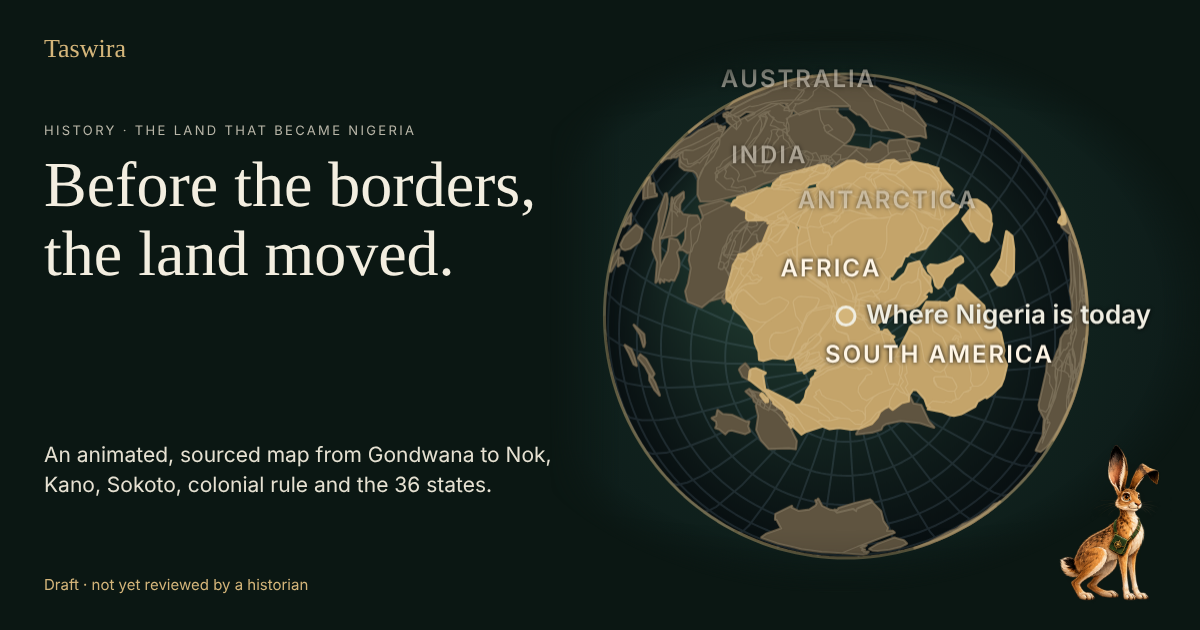 Taswira
HISTORY · THE LAND THAT BECAME NIGERIA
Before the borders,
the land moved.
An animated, sourced map from Gondwana to Nok,
Kano, Sokoto, colonial rule and the 36 states.
Draft · not yet reviewed by a historian
AUSTRALIA
INDIA
ANTARCTICA
AFRICA
Where Nigeria is today
SOUTH AMERICA